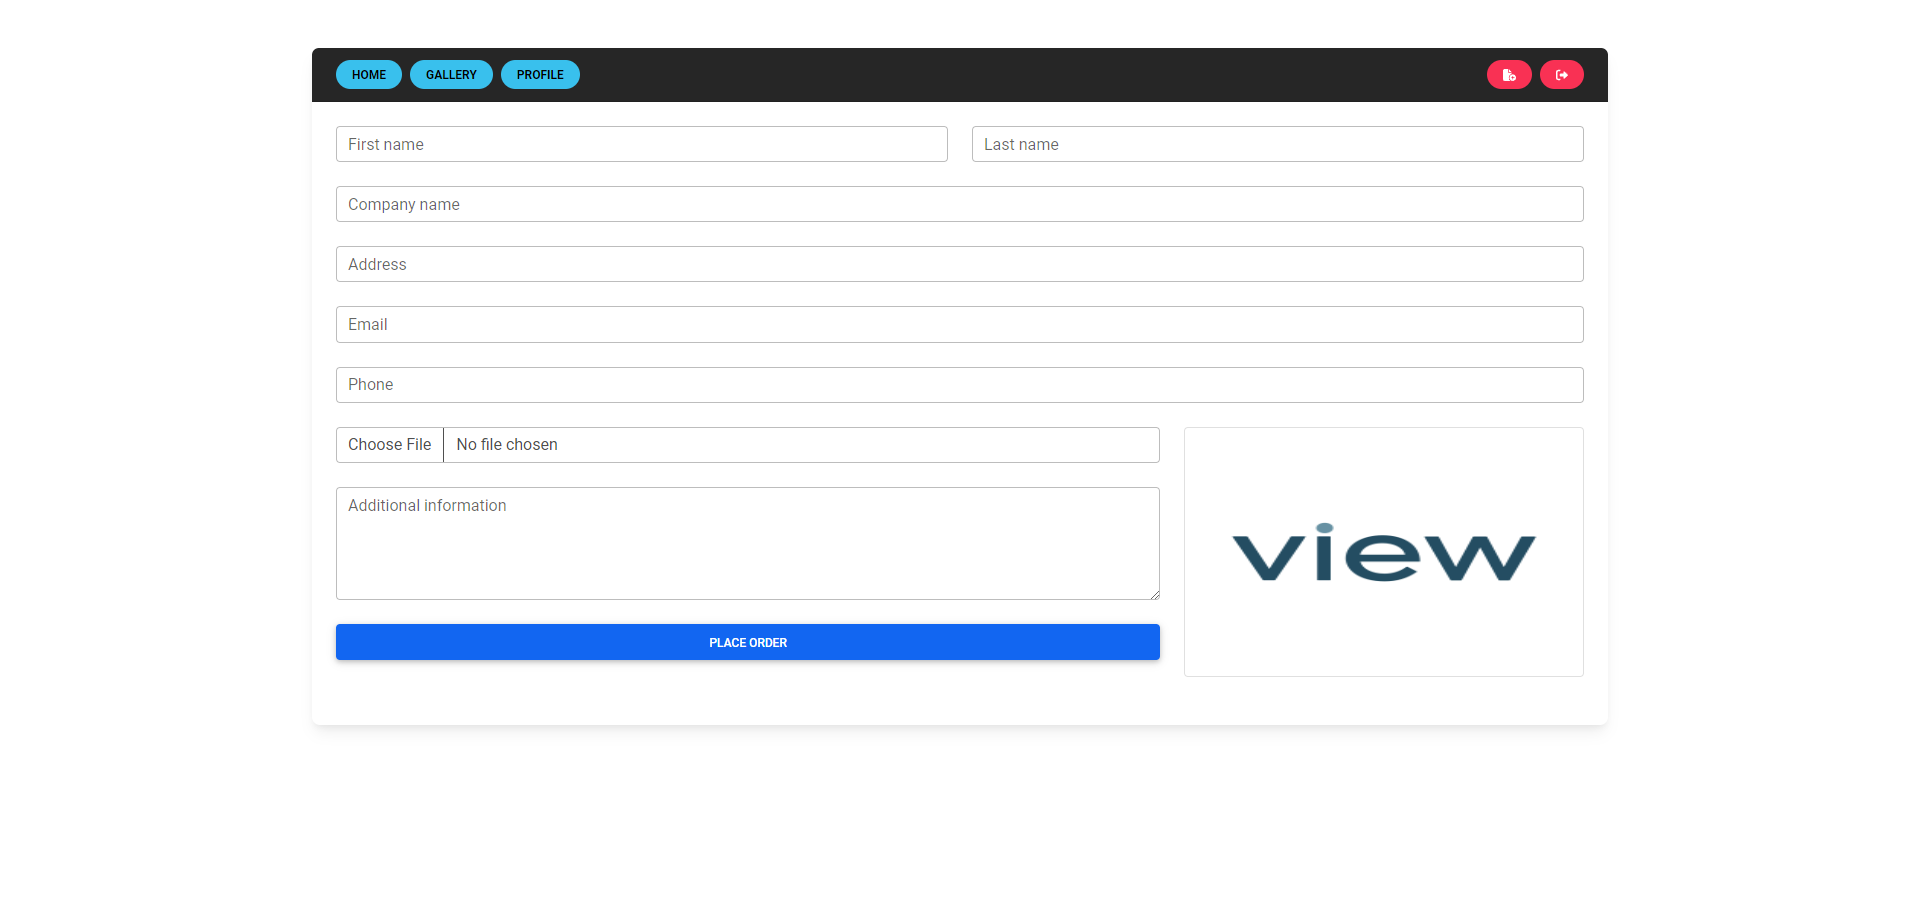 HOME GALLERY PROFILE
First name Last name
Company name
Address
Email
Phone
Choose File No file chosen
Additional information
view
PLACE ORDER